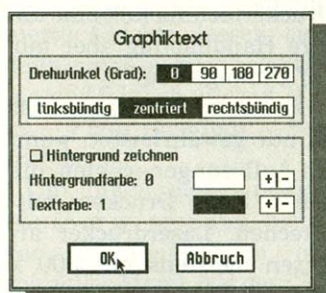 Graphiktext
Drehwinkel (Grad): 0 90 180 270
linksbündig zentriert rechtsbündig
Hintergrund zeichnen
Hintergrundfarbe: 0 + -
Textfarbe: 1 + -
OK Abbruch